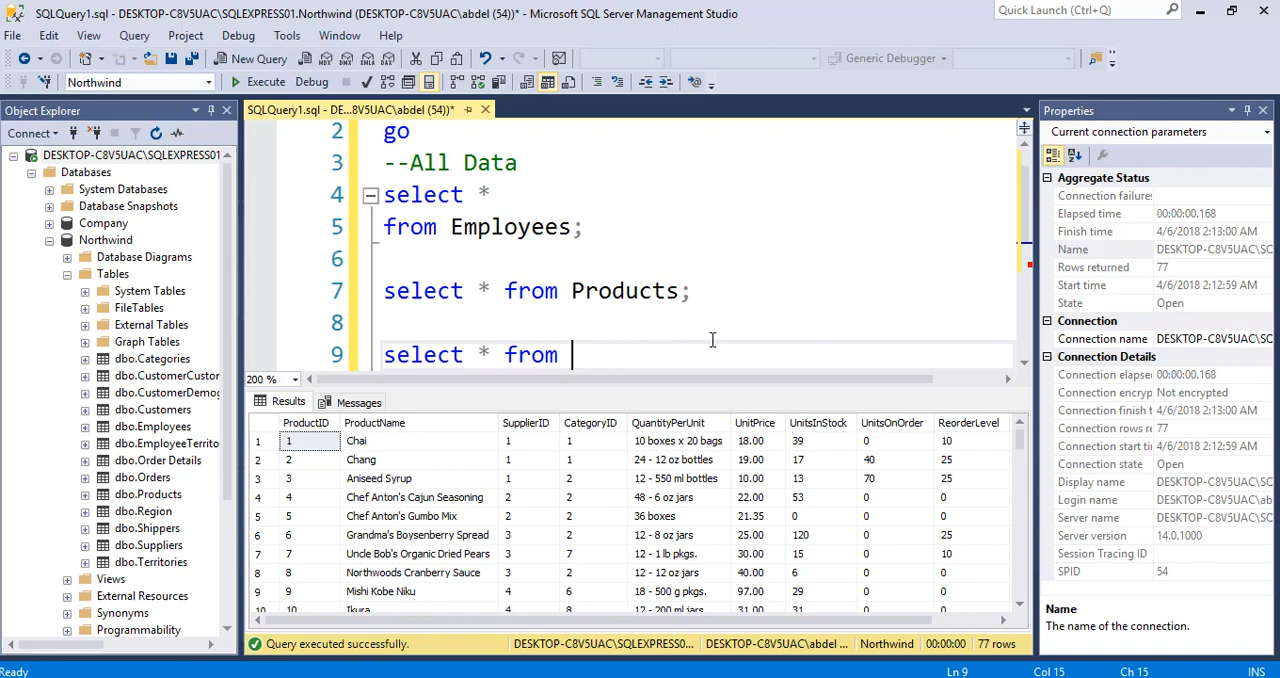 SQLQuery1.sql - DESKTOP-C8V5UAC\SQLEXPRESS01.Northwind (DESKTOP-C8V5UAC\abdel (54))* - Microsoft SQL Server Management Studio
Quick Launch (Ctrl+Q)
File Edit View Query Project Debug Tools Window Help
New Query
Generic Debugger
Northwind
Execute Debug
Object Explorer
Connect
DESKTOP-C8V5UAC\SQLEXPRESS01
Databases
System Databases
Database Snapshots
Company
Northwind
Database Diagrams
Tables
System Tables
FileTables
External Tables
Graph Tables
dbo.Categories
dbo.CustomerCustor
dbo.CustomerDemog
dbo.Customers
dbo.Employees
dbo.EmployeeTerrito
dbo.Order Details
dbo.Orders
dbo.Products
dbo.Region
dbo.Shippers
dbo.Suppliers
dbo.Territories
Views
External Resources
Synonyms
Programmability
SQLQuery1.sql - DE...8V5UAC\abdel (54))*
2 go
3 --All Data
4 select *
5 from Employees;
6
7 select * from Products;
8
9 select * from
200 %
Results Messages
ProductID ProductName SupplierID CategoryID QuantityPerUnit UnitPrice UnitsInStock UnitsOnOrder ReorderLevel
1 1 Chai 1 1 10 boxes x 20 bags 18.00 39 0 10
2 2 Chang 1 1 24 - 12 oz bottles 19.00 17 40 25
3 3 Aniseed Syrup 1 2 12 - 550 ml bottles 10.00 13 70 25
4 4 Chef Anton's Cajun Seasoning 2 2 48 - 6 oz jars 22.00 53 0 0
5 5 Chef Anton's Gumbo Mix 2 2 36 boxes 21.35 0 0 0
6 6 Grandma's Boysenberry Spread 3 2 12 - 8 oz jars 25.00 120 0 25
7 7 Uncle Bob's Organic Dried Pears 3 7 12 - 1 lb pkgs. 30.00 15 0 10
8 8 Northwoods Cranberry Sauce 3 2 12 - 12 oz jars 40.00 6 0 0
9 9 Mishi Kobe Niku 4 6 18 - 500 g pkgs. 97.00 29 0 0
10 10 Ikura 4 8 12 - 200 ml jars 31.00 31 0 0
Query executed successfully. DESKTOP-C8V5UAC\SQLEXPRESS0... DESKTOP-C8V5UAC\abdel ... Northwind 00:00:00 77 rows
Properties
Current connection parameters
Aggregate Status
Connection failures
Elapsed time 00:00:00.168
Finish time 4/6/2018 2:13:00 AM
Name DESKTOP-C8V5UAC\SC
Rows returned 77
Start time 4/6/2018 2:12:59 AM
State Open
Connection
Connection name DESKTOP-C8V5UAC\SC
Connection Details
Connection elapse 00:00:00.168
Connection encryp Not encrypted
Connection finish t 4/6/2018 2:13:00 AM
Connection rows re 77
Connection start tir 4/6/2018 2:12:59 AM
Connection state Open
Display name DESKTOP-C8V5UAC\SC
Login name DESKTOP-C8V5UAC\ab
Server name DESKTOP-C8V5UAC\SC
Server version 14.0.1000
Session Tracing ID
SPID 54
Name
The name of the connection.
Ready Ln 9 Col 15 Ch 15 INS